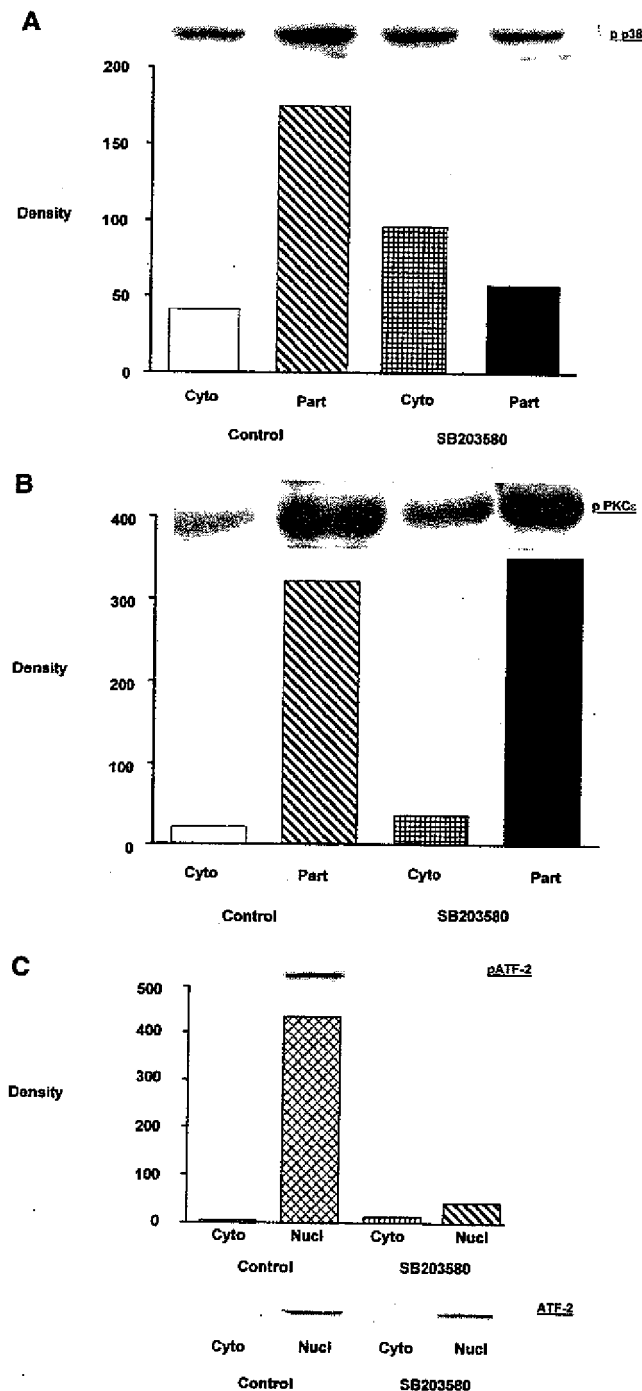 A
p p38
200
150
Density
100
50
0
Cyto Part Cyto Part
Control SB203580
B
p PKCε
400
300
Density
200
100
0
Cyto Part Cyto Part
Control SB203580
C
pATF-2
500
400
300
Density
200
100
0
Cyto Nucl Cyto Nucl
Control SB203580
ATF-2
Cyto Nucl Cyto Nucl
Control SB203580